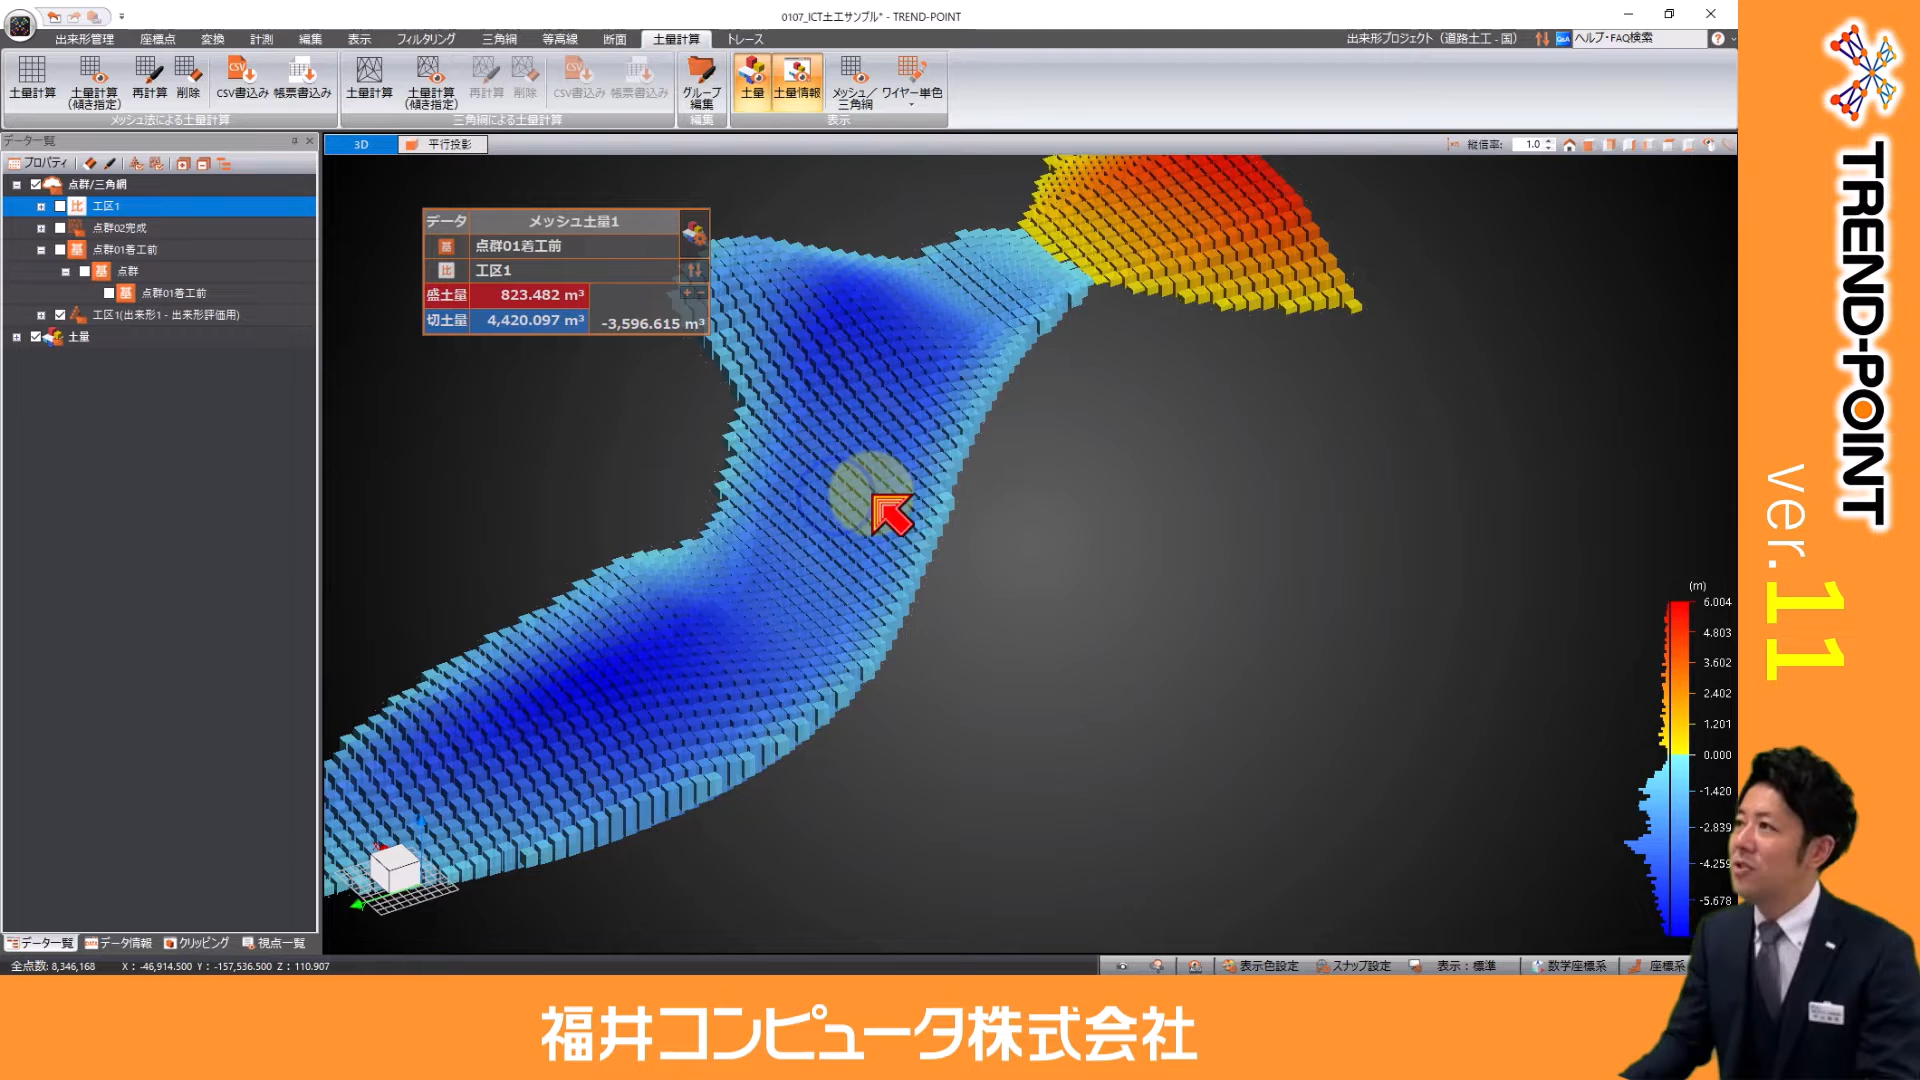 0107_ICT土工サンプル* - TREND-POINT
出来形管理 座標点 変換 計測 編集 表示 フィルタリング 三角網 等高線 断面 土量計算 トレース
出来形プロジェクト（道路土工 - 国） Q&A ヘルプ・FAQ検索
土量計算 土量計算(傾き指定) 再計算 削除 CSV書込み 帳票書込み
メッシュ法による土量計算
土量計算 土量計算(傾き指定) 再計算 削除 CSV書込み 帳票書込み
三角網による土量計算
グループ編集
編集
土量 土量情報 メッシュ／三角網 ワイヤー単色
表示
データ一覧
プロパティ
点群/三角網
比 工区1
点群02完成
基 点群01着工前
基 点群
基 点群01着工前
工区1(出来形1 - 出来形評価用)
土量
3D 平行投影
縦倍率: 1.0
データ メッシュ土量1
基 点群01着工前
比 工区1
盛土量 823.482 m³
切土量 4,420.097 m³ -3,596.615 m³
(m)
6.004
4.803
3.602
2.402
1.201
0.000
-1.420
-2.839
-4.259
-5.678
データ一覧 データ情報 クリッピング 視点一覧
全点数: 8,346,168 X : -46,914.500 Y : -157,536.500 Z : 110.907
表示色設定 スナップ設定 表示：標準 数学座標系 座標系
TREND-POINT
ver.11
福井コンピュータ株式会社